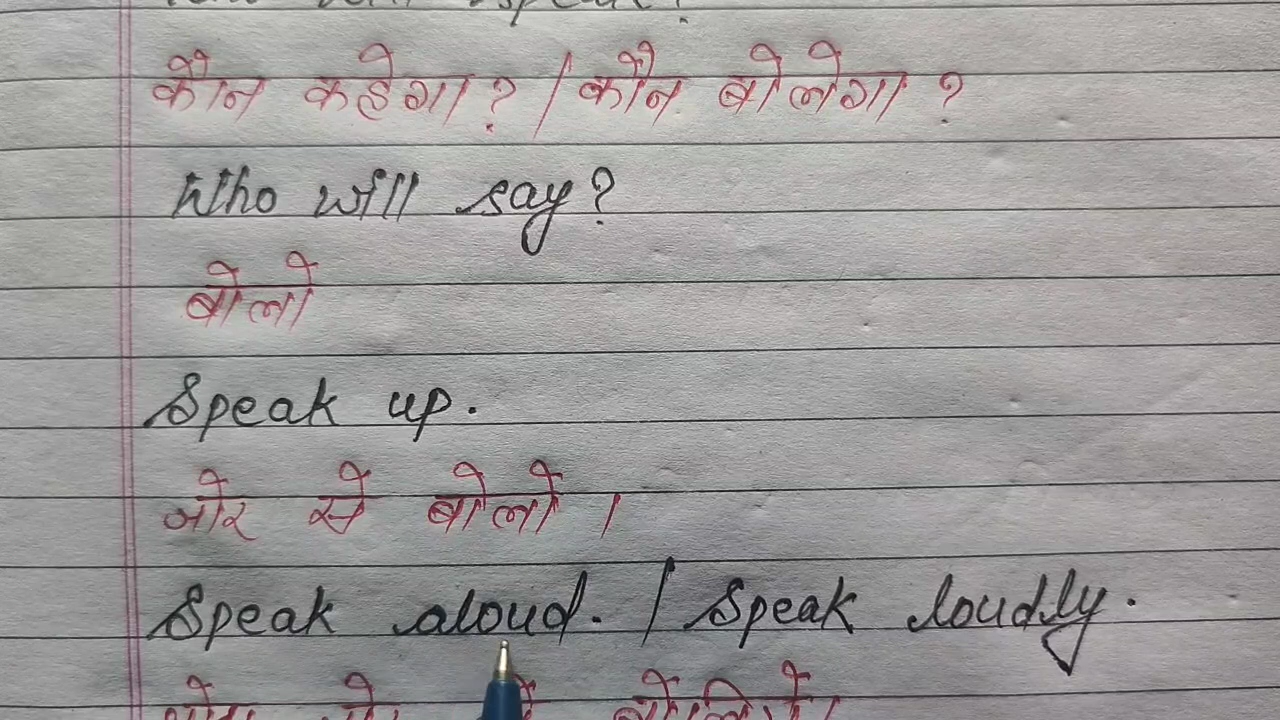 कौन कहेगा? / कौन बोलेगा ?
Who will say?
बोलो
Speak up.
जोर से बोलो ।
Speak aloud. / Speak loudly.